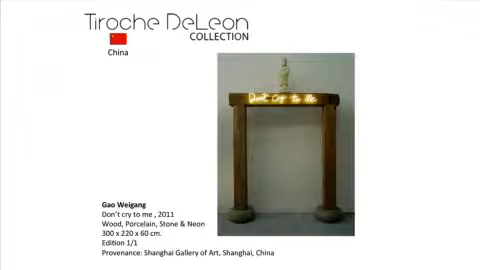 Tiroche DeLeon
COLLECTION
China
Don't cry to me
Gao Weigang
Don't cry to me , 2011
Wood, Porcelain, Stone & Neon
300 x 220 x 60 cm.
Edition 1/1
Provenance: Shanghai Gallery of Art, Shanghai, China